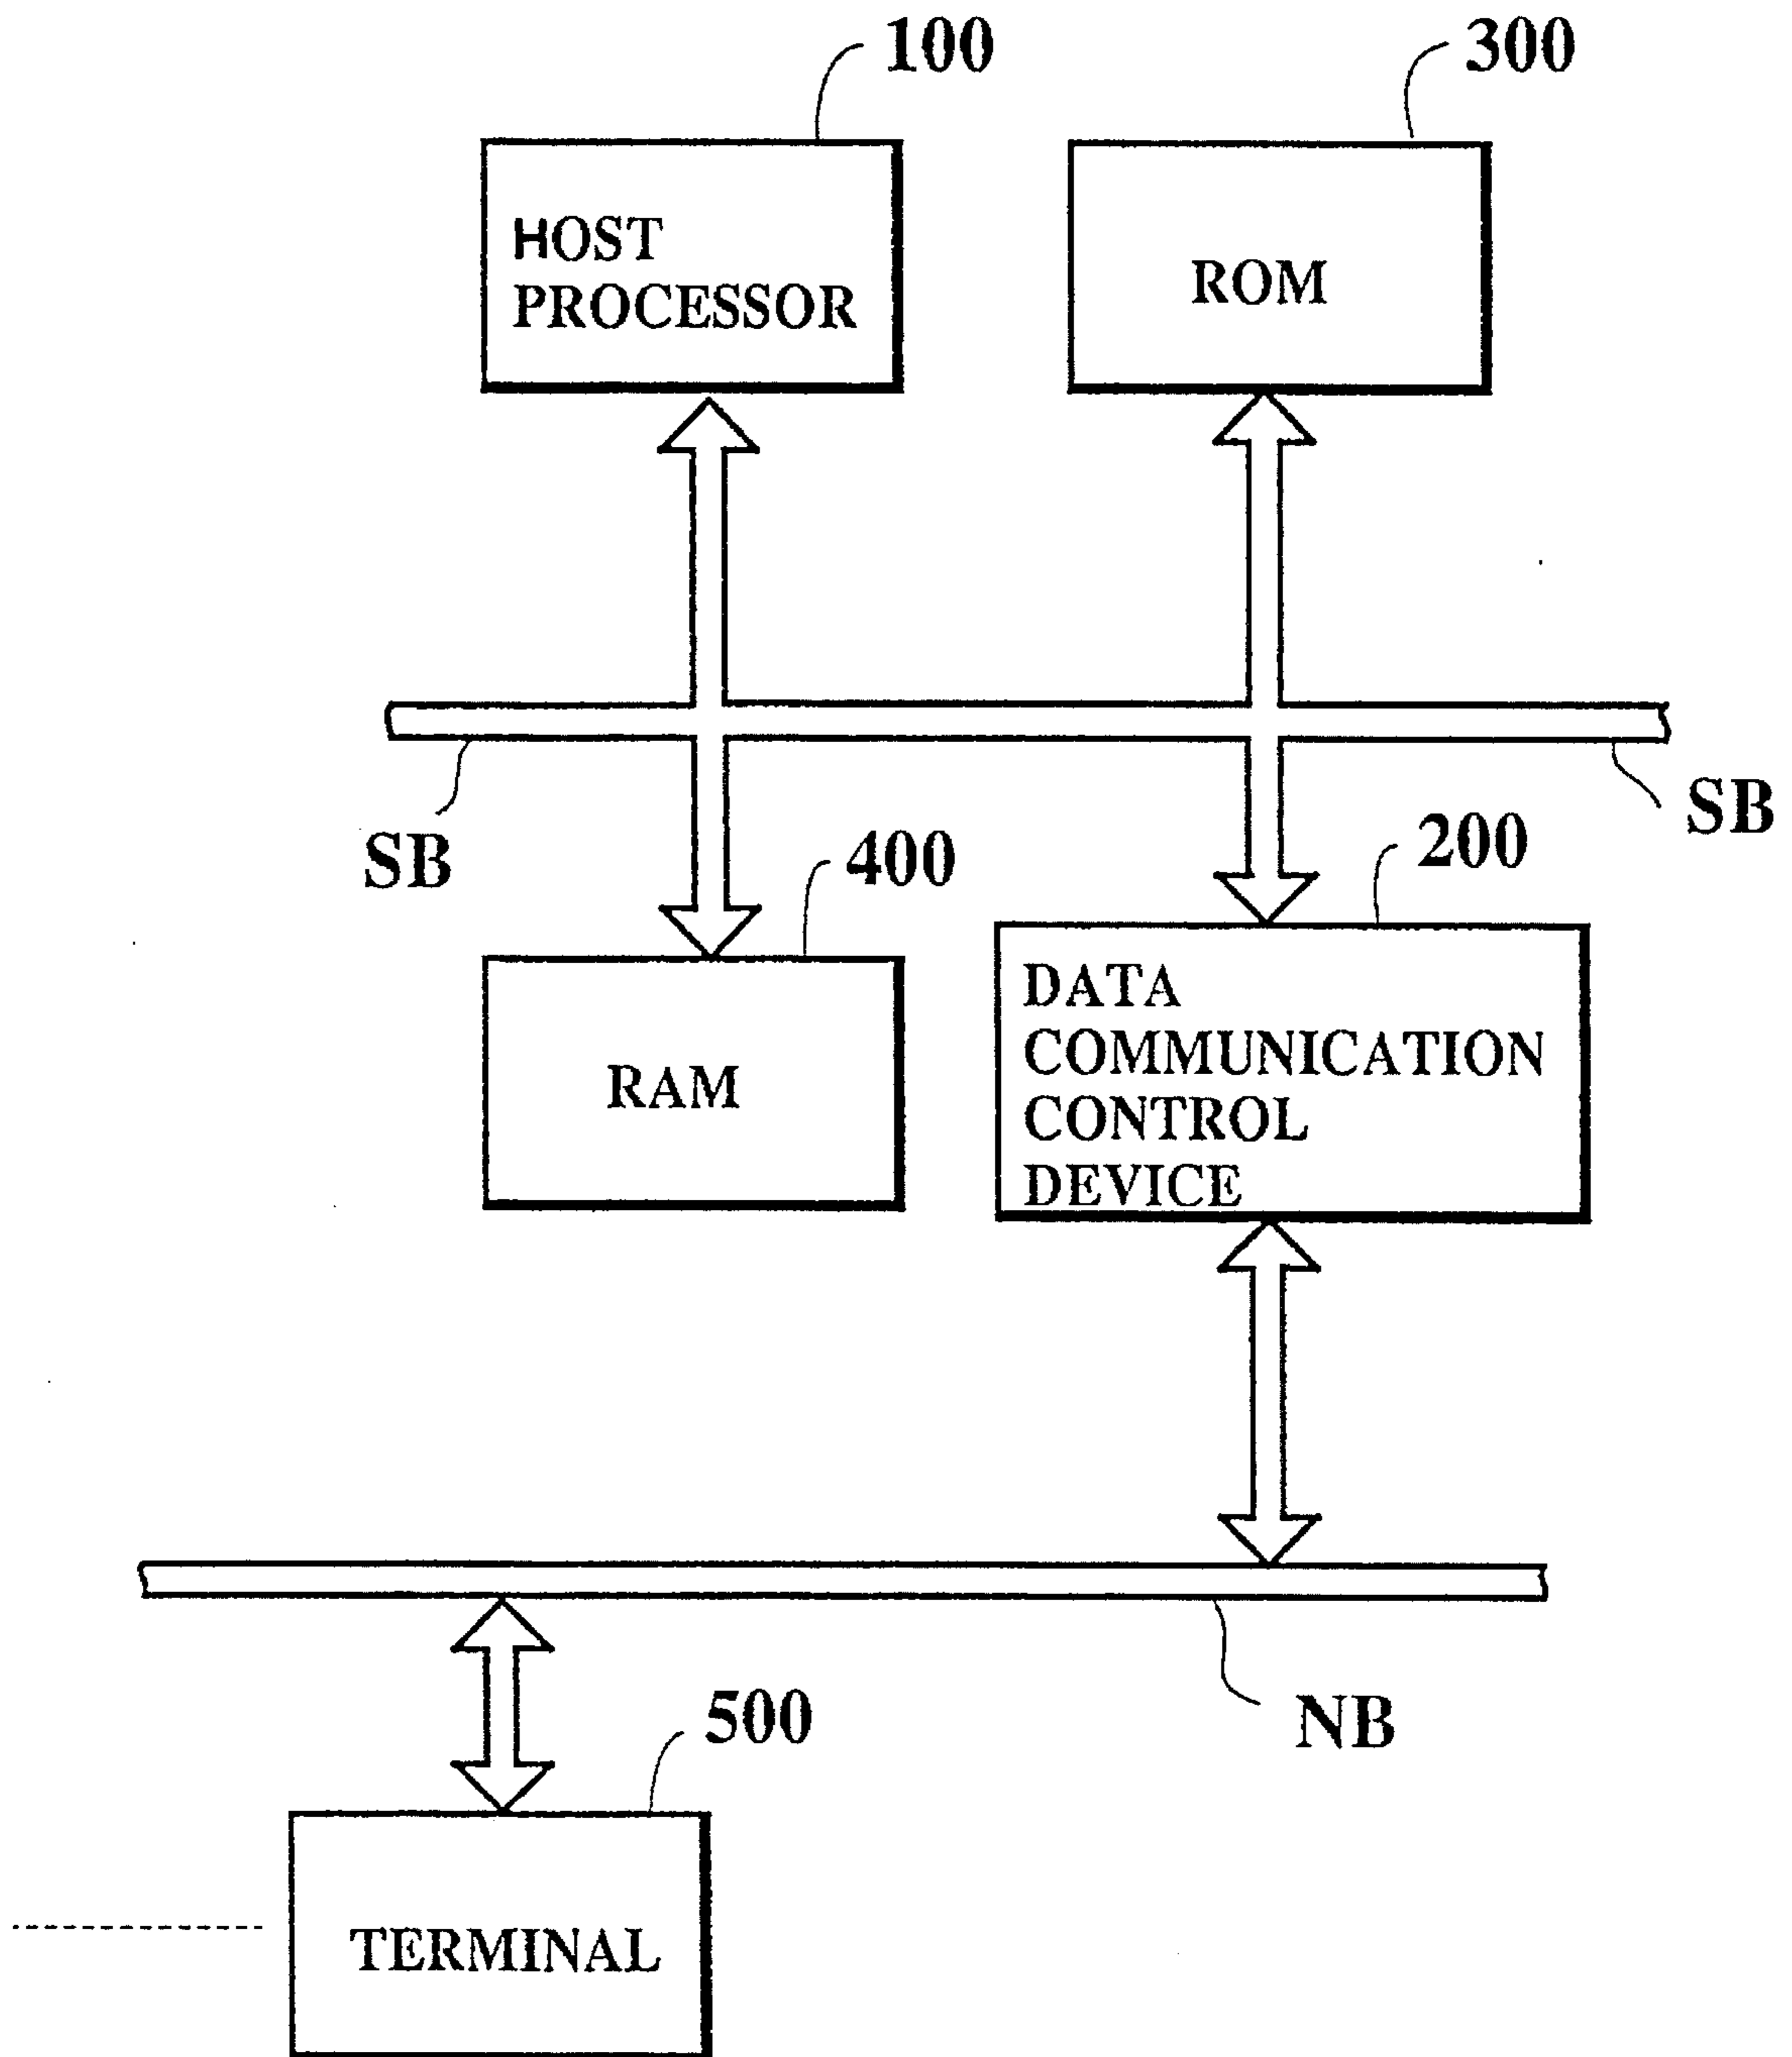 100
300
HOST
PROCESSOR
ROM
SB
SB
400
200
RAM
DATA
COMMUNICATION
CONTROL
DEVICE
500
NB
TERMINAL